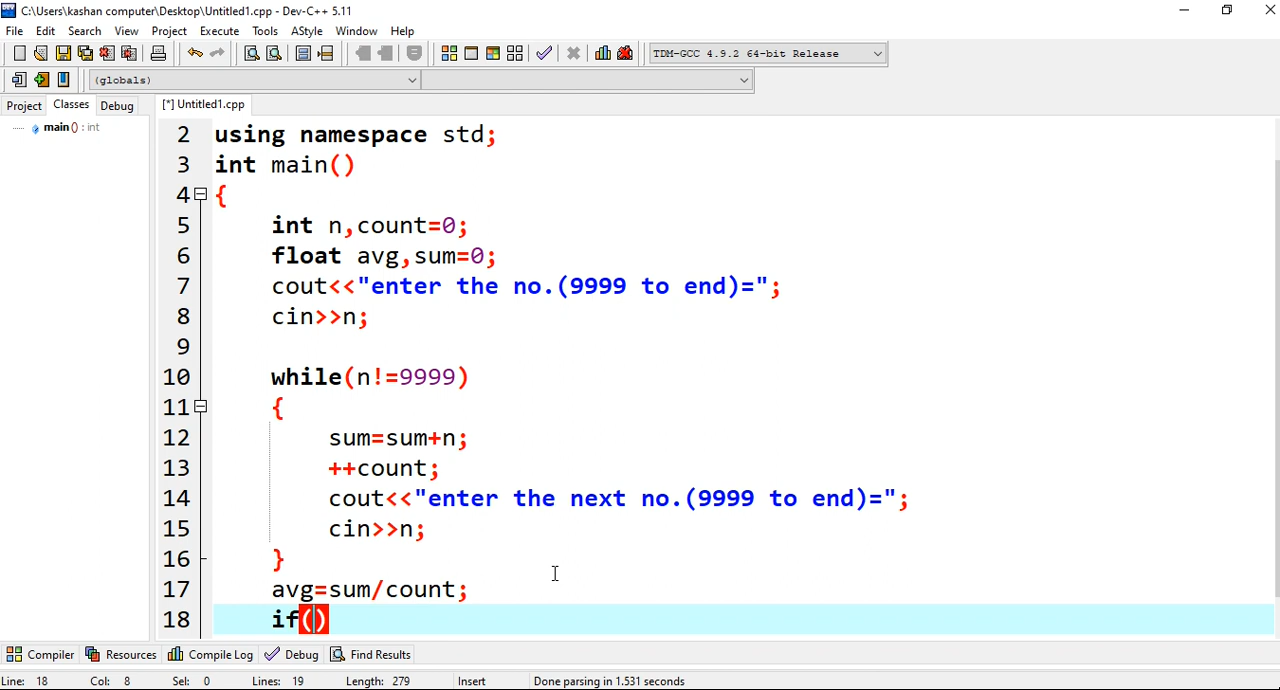 C:\Users\kashan computer\Desktop\Untitled1.cpp - Dev-C++ 5.11
File Edit Search View Project Execute Tools AStyle Window Help
TDM-GCC 4.9.2 64-bit Release
(globals)
Project Classes Debug [*] Untitled1.cpp
main () : int
2 using namespace std;
3 int main()
4 {
5 int n,count=0;
6 float avg,sum=0;
7 cout<<"enter the no.(9999 to end)=";
8 cin>>n;
9
10 while(n!=9999)
11 {
12 sum=sum+n;
13 ++count;
14 cout<<"enter the next no.(9999 to end)=";
15 cin>>n;
16 }
17 avg=sum/count;
18 if()
Compiler Resources Compile Log Debug Find Results
Line: 18 Col: 8 Sel: 0 Lines: 19 Length: 279 Insert Done parsing in 1.531 seconds